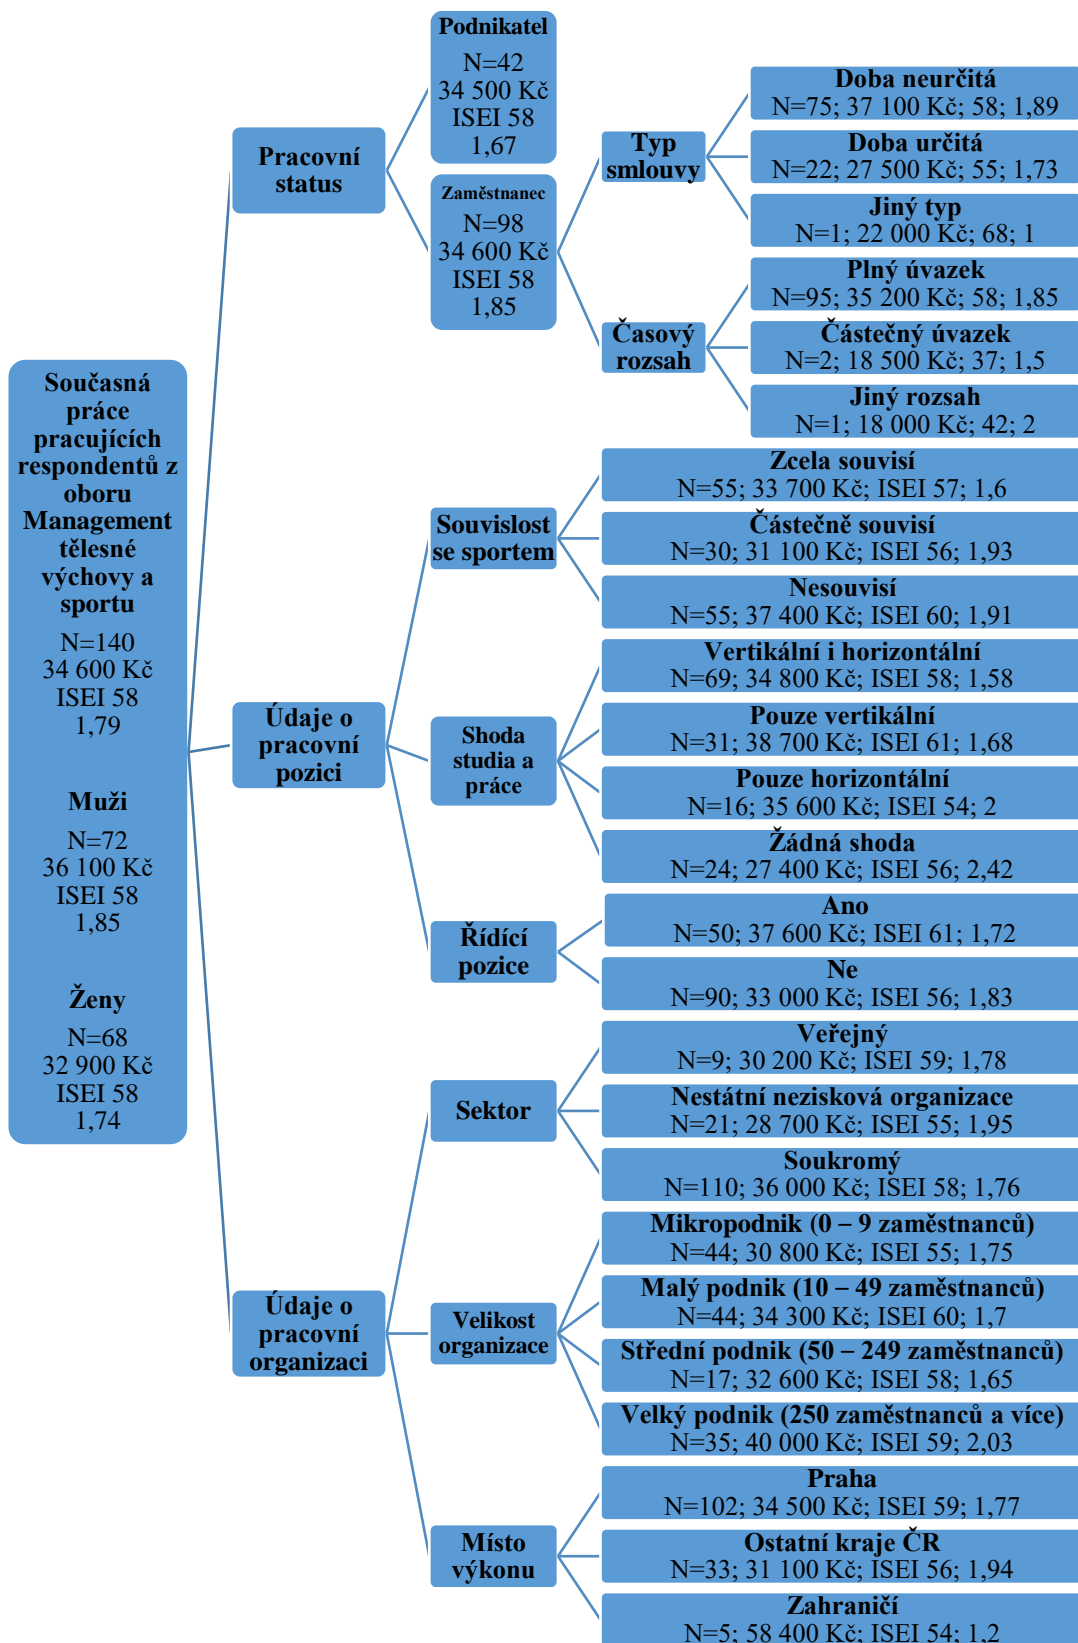 Současná
práce
pracujících
respondentů z
oboru
Management
tělesné
výchovy a
sportu
N=140
34 600 Kč
ISEI 58
1,79
Muži
N=72
36 100 Kč
ISEI 58
1,85
Ženy
N=68
32 900 Kč
ISEI 58
1,74
Pracovní
status
Podnikatel
N=42
34 500 Kč
ISEI 58
1,67
Zaměstnanec
N=98
34 600 Kč
ISEI 58
1,85
Typ
smlouvy
Doba neurčitá
N=75; 37 100 Kč; 58; 1,89
Doba určitá
N=22; 27 500 Kč; 55; 1,73
Jiný typ
N=1; 22 000 Kč; 68; 1
Časový
rozsah
Plný úvazek
N=95; 35 200 Kč; 58; 1,85
Částečný úvazek
N=2; 18 500 Kč; 37; 1,5
Jiný rozsah
N=1; 18 000 Kč; 42; 2
Údaje o
pracovní
pozici
Souvislost
se sportem
Zcela souvisí
N=55; 33 700 Kč; ISEI 57; 1,6
Částečně souvisí
N=30; 31 100 Kč; ISEI 56; 1,93
Nesouvisí
N=55; 37 400 Kč; ISEI 60; 1,91
Shoda
studia a
práce
Vertikální i horizontální
N=69; 34 800 Kč; ISEI 58; 1,58
Pouze vertikální
N=31; 38 700 Kč; ISEI 61; 1,68
Pouze horizontální
N=16; 35 600 Kč; ISEI 54; 2
Žádná shoda
N=24; 27 400 Kč; ISEI 56; 2,42
Řídící
pozice
Ano
N=50; 37 600 Kč; ISEI 61; 1,72
Ne
N=90; 33 000 Kč; ISEI 56; 1,83
Údaje o
pracovní
organizaci
Sektor
Veřejný
N=9; 30 200 Kč; ISEI 59; 1,78
Nestátní nezisková organizace
N=21; 28 700 Kč; ISEI 55; 1,95
Soukromý
N=110; 36 000 Kč; ISEI 58; 1,76
Velikost
organizace
Mikropodnik (0 – 9 zaměstnanců)
N=44; 30 800 Kč; ISEI 55; 1,75
Malý podnik (10 – 49 zaměstnanců)
N=44; 34 300 Kč; ISEI 60; 1,7
Střední podnik (50 – 249 zaměstnanců)
N=17; 32 600 Kč; ISEI 58; 1,65
Velký podnik (250 zaměstnanců a více)
N=35; 40 000 Kč; ISEI 59; 2,03
Místo
výkonu
Praha
N=102; 34 500 Kč; ISEI 59; 1,77
Ostatní kraje ČR
N=33; 31 100 Kč; ISEI 56; 1,94
Zahraničí
N=5; 58 400 Kč; ISEI 54; 1,2